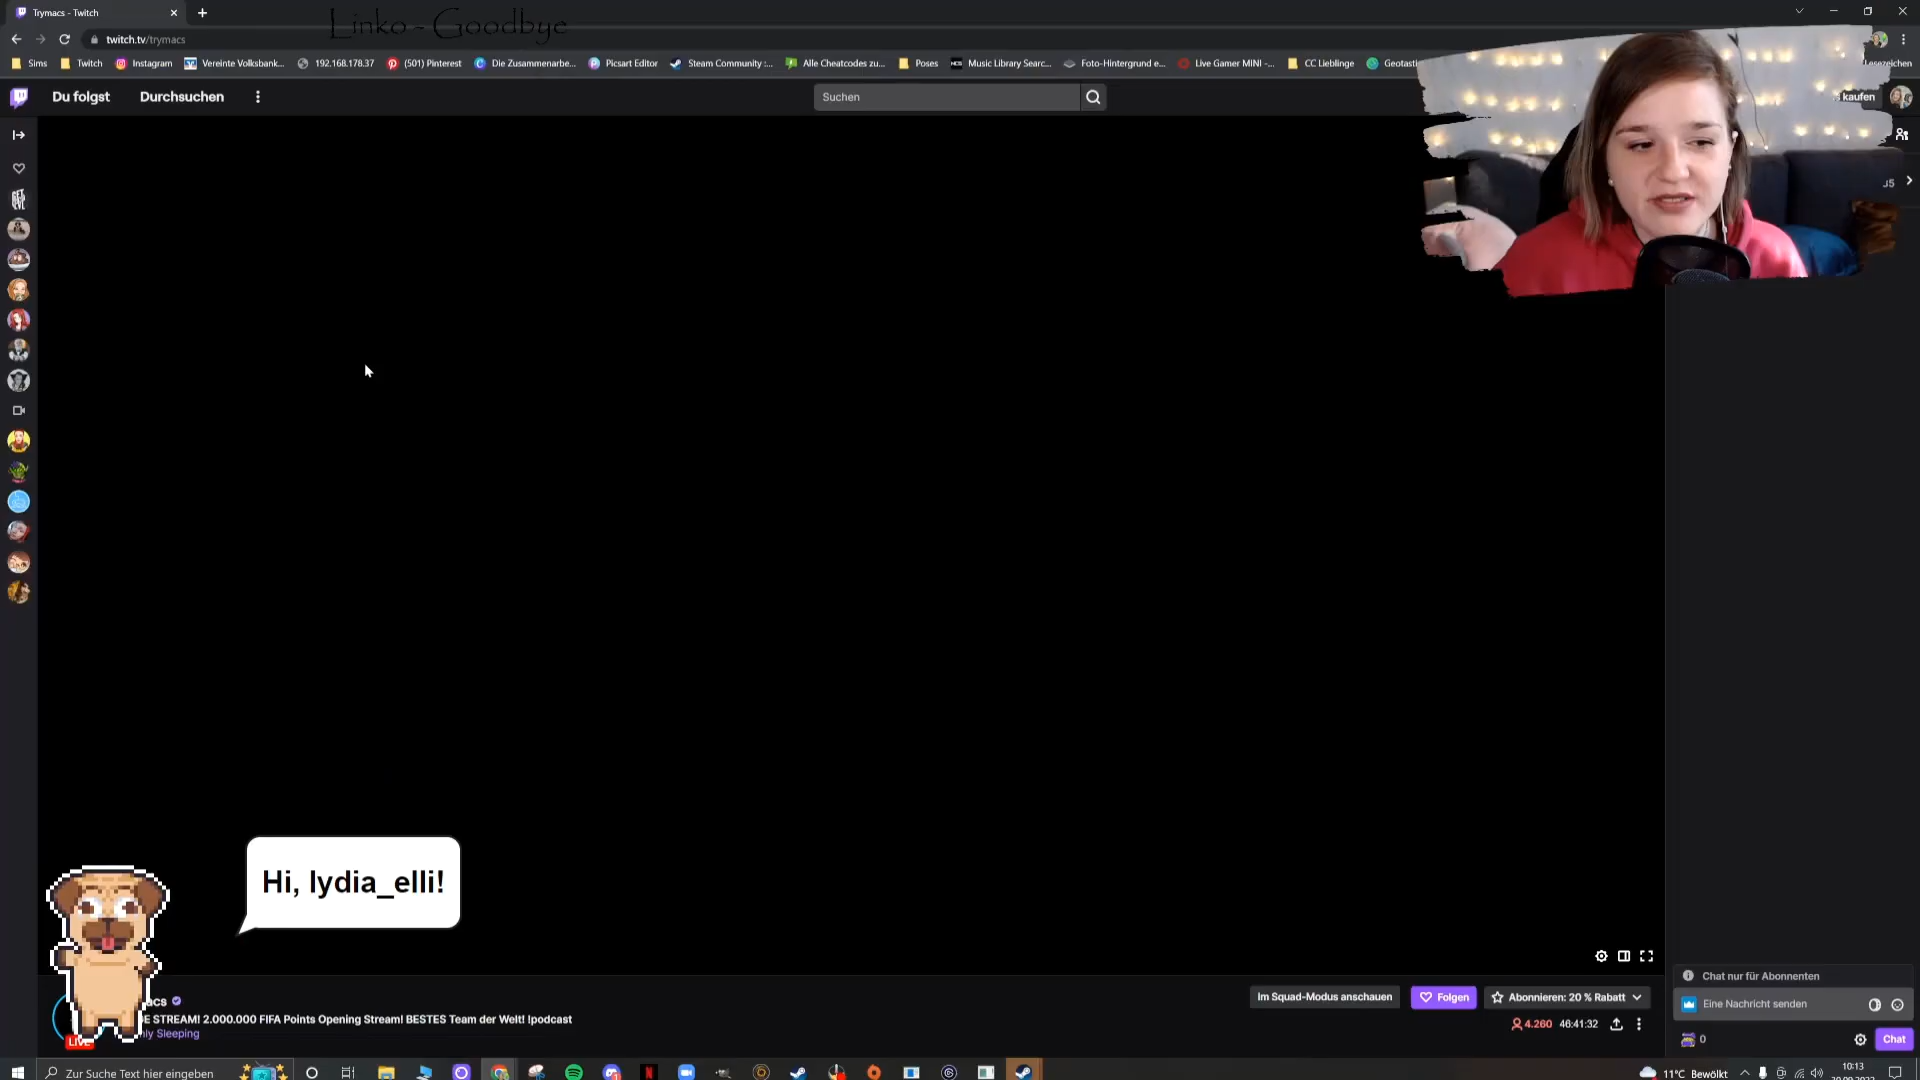 Trymacs - Twitch
Linko - Goodbye
twitch.tv/trymacs
Sims
Twitch
Instagram
Vereinte Volksbank...
192.168.178.37
(501) Pinterest
Die Zusammenarbe...
Picsart Editor
Steam Community :...
Alle Cheatcodes zu...
Poses
Music Library Searc...
Foto-Hintergrund e...
Live Gamer MINI -...
CC Lieblinge
Du folgst
Durchsuchen
Suchen
kaufen
Hi, lydia_elli!
E STREAM! 2.000.000 FIFA Points Opening Stream! BESTES Team der Welt! !podcast
Sleeping
LIVE
Im Squad-Modus anschauen
Folgen
Abonnieren: 20 % Rabatt
4.260
46:41:32
Chat nur für Abonnenten
Eine Nachricht senden
0
Chat
Zur Suche Text hier eingeben
11°C Bewölkt
10:13